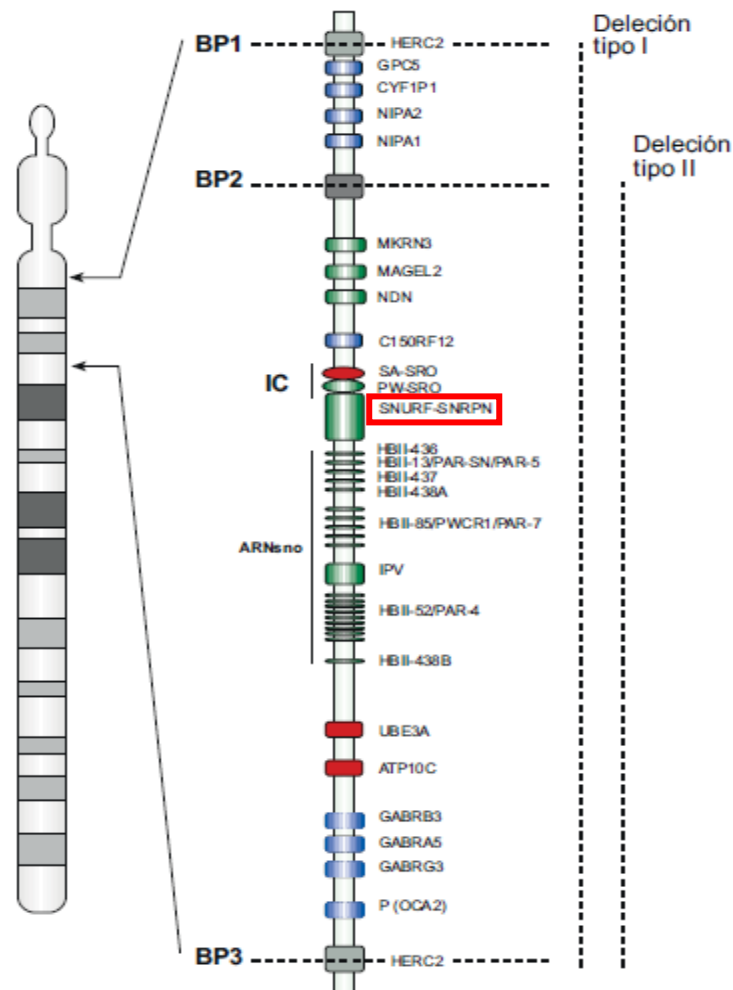 Deleción
tipo I
BP1
HERC2
GPC5
CYF1P1
NIPA2
NIPA1
Deleción
tipo II
BP2
MKRN3
MAGEL2
NDN
C150RF12
IC
SA-SRO
PW-SRO
SNURF-SNRPN
HBII-436
HBII-13/PAR-SN/PAR-5
HBII-437
HBII-438A
HBII-85/PWCR1/PAR-7
ARNsno
IPV
HBII-52/PAR-4
HBII-438B
UBE3A
ATP10C
GABRB3
GABRA5
GABRG3
P (OCA2)
BP3
HERC2